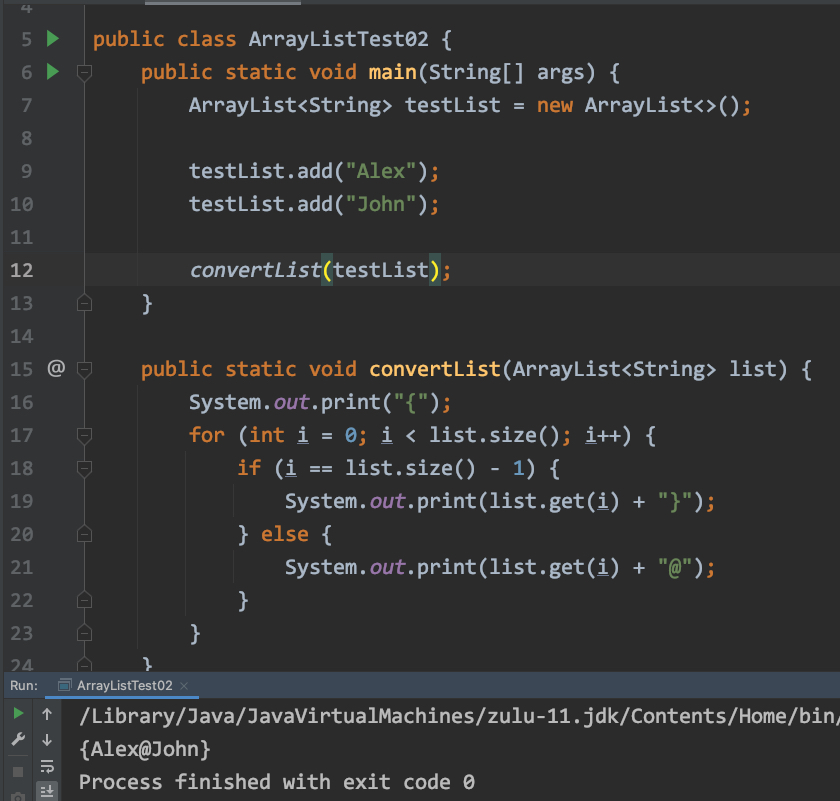 4
5 public class ArrayListTest02 {
6 public static void main(String[] args) {
7 ArrayList<String> testList = new ArrayList<>();
8
9 testList.add("Alex");
10 testList.add("John");
11
12 convertList(testList);
13 }
14
15 @ public static void convertList(ArrayList<String> list) {
16 System.out.print("{");
17 for (int i = 0; i < list.size(); i++) {
18 if (i == list.size() - 1) {
19 System.out.print(list.get(i) + "}");
20 } else {
21 System.out.print(list.get(i) + "@");
22 }
23 }
24 }
Run: ArrayListTest02 ×
/Library/Java/JavaVirtualMachines/zulu-11.jdk/Contents/Home/bin/
{Alex@John}
Process finished with exit code 0